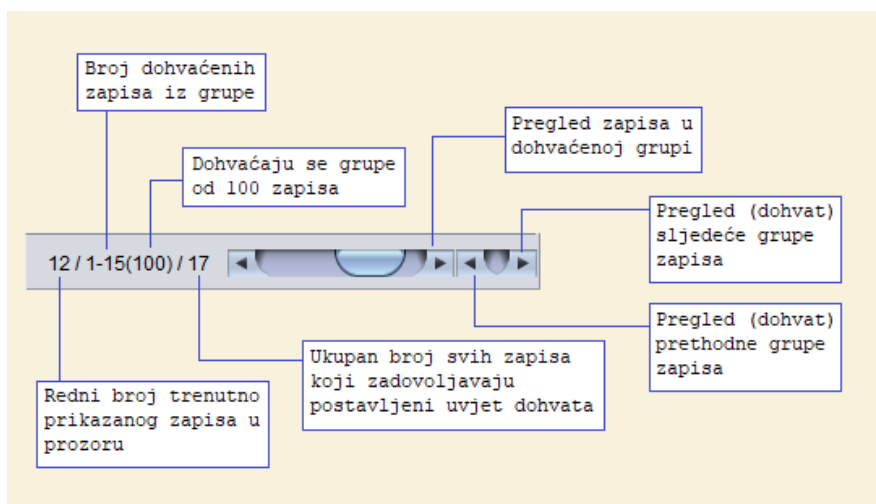 Broj dohvaćenih
zapisa iz grupe
Pregled zapisa u
dohvaćenoj grupi
Dohvaćaju se grupe
od 100 zapisa
Pregled (dohvat)
sljedeće grupe
zapisa
12 / 1-15(100) / 17
Pregled (dohvat)
prethodne grupe
zapisa
Ukupan broj svih zapisa
koji zadovoljavaju
postavljeni uvjet dohvata
Redni broj trenutno
prikazanog zapisa u
prozoru